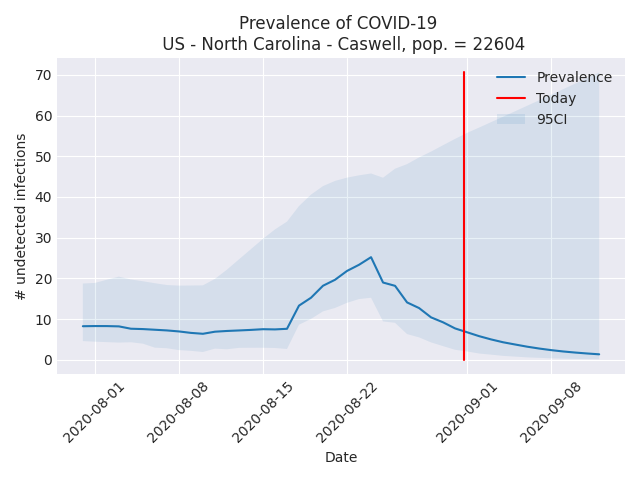 Prevalence of COVID-19
US - North Carolina - Caswell, pop. = 22604
70
60
50
40
30
20
10
0
# undetected infections
Prevalence
Today
95CI
2020-08-01
2020-08-08
2020-08-15
2020-08-22
2020-09-01
2020-09-08
Date